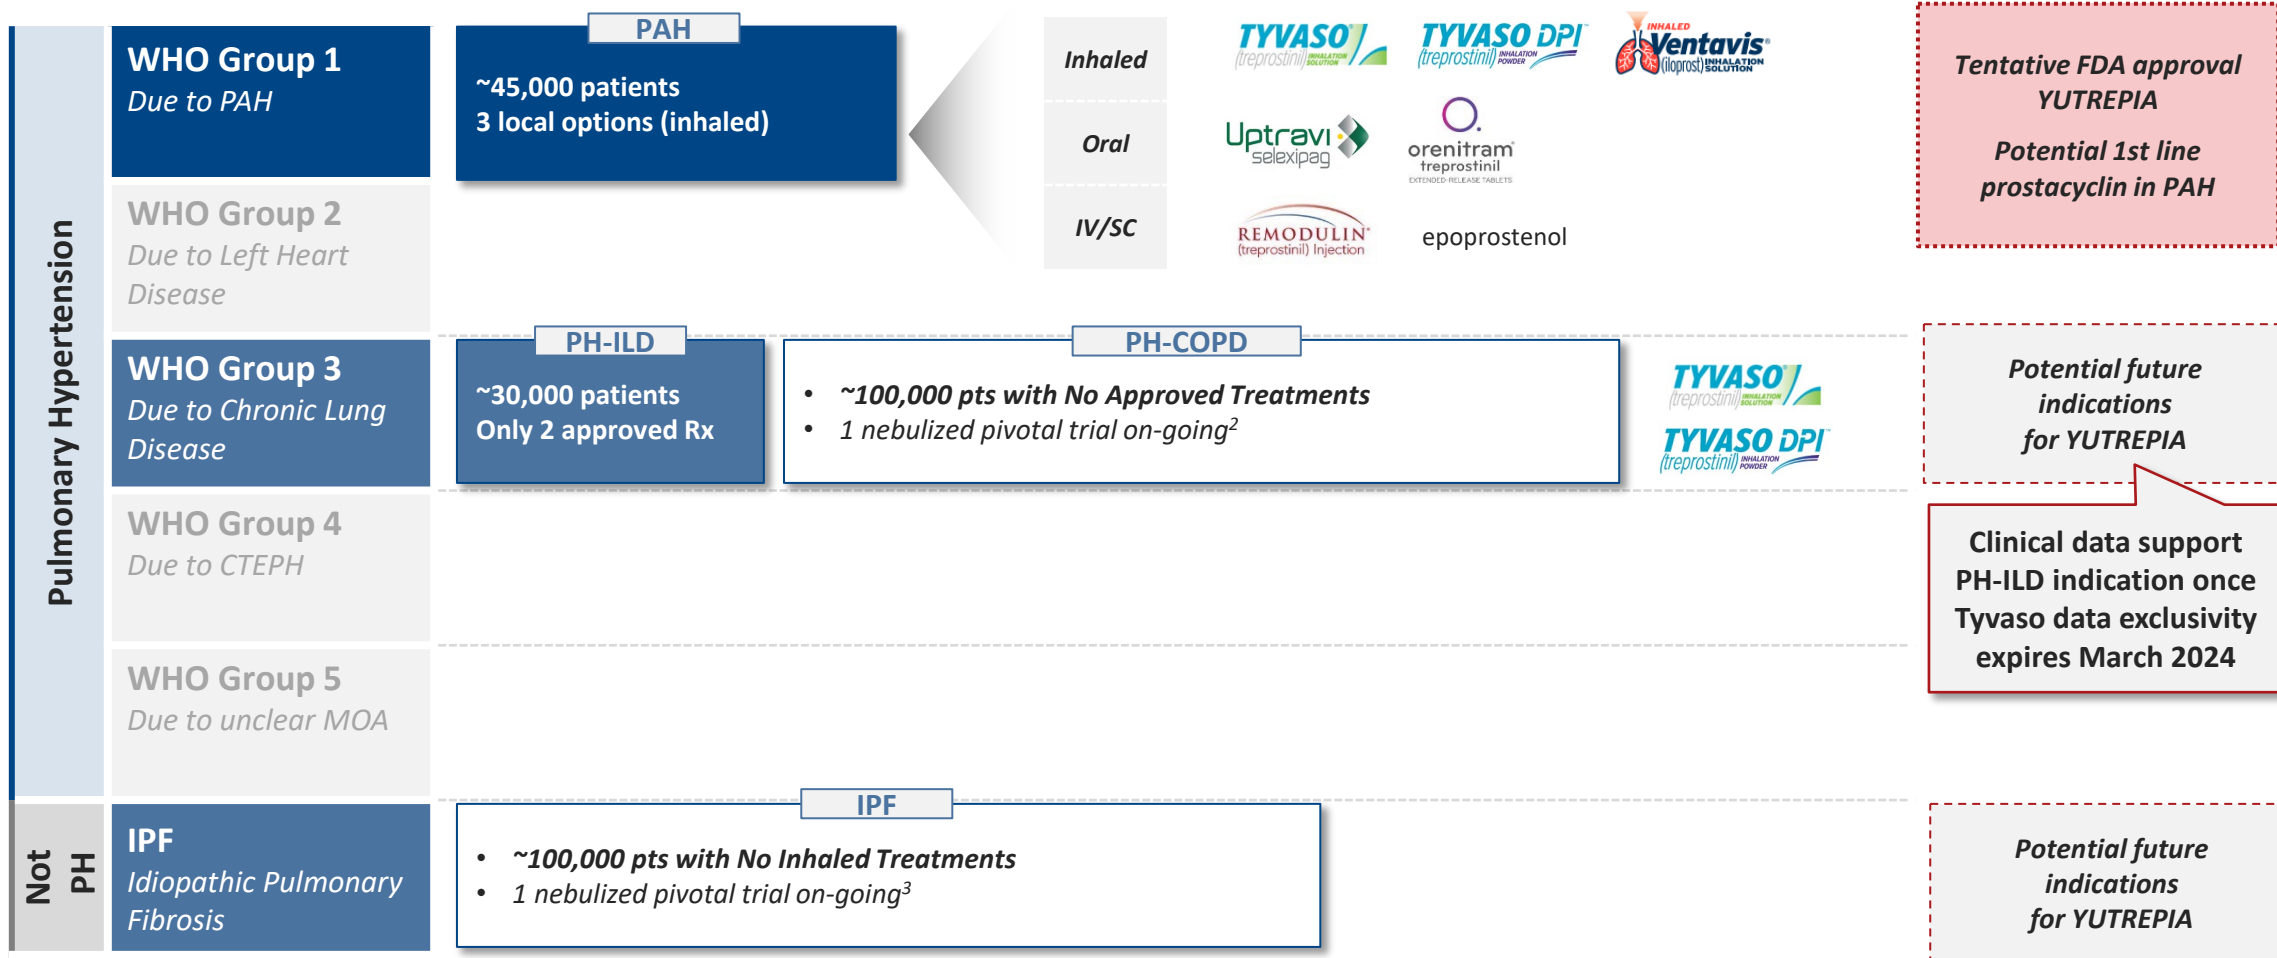 Pulmonary Hypertension
WHO Group 1
Due to PAH
PAH
~45,000 patients
3 local options (inhaled)
Inhaled
TYVASO
(treprostinil) INHALATION SOLUTION
TYVASO DPI™
(treprostinil) INHALATION POWDER
INHALED
Ventavis®
(iloprost) INHALATION SOLUTION
Oral
Uptravi
selexipag
orenitram®
treprostinil
EXTENDED-RELEASE TABLETS
IV/SC
REMODULIN®
(treprostinil) Injection
epoprostenol
Tentative FDA approval
YUTREPIA
Potential 1st line
prostacyclin in PAH
WHO Group 2
Due to Left Heart
Disease
WHO Group 3
Due to Chronic Lung
Disease
PH-ILD
~30,000 patients
Only 2 approved Rx
PH-COPD
• ~100,000 pts with No Approved Treatments
• 1 nebulized pivotal trial on-going2
TYVASO
(treprostinil) INHALATION SOLUTION
TYVASO DPI™
(treprostinil) INHALATION POWDER
Potential future
indications
for YUTREPIA
Clinical data support
PH-ILD indication once
Tyvaso data exclusivity
expires March 2024
WHO Group 4
Due to CTEPH
WHO Group 5
Due to unclear MOA
Not
PH
IPF
Idiopathic Pulmonary
Fibrosis
IPF
• ~100,000 pts with No Inhaled Treatments
• 1 nebulized pivotal trial on-going3
Potential future
indications
for YUTREPIA